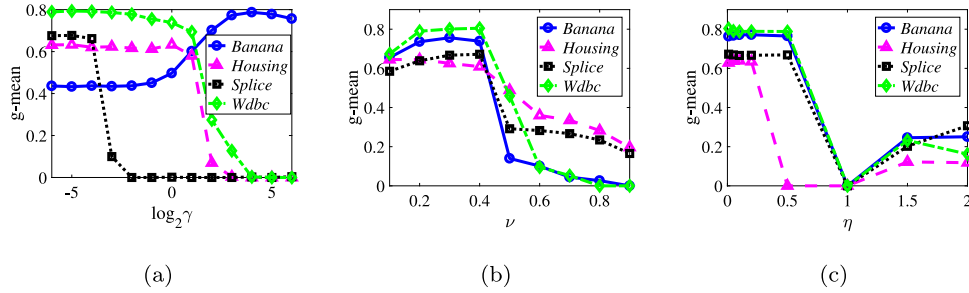 0.8
0.6
0.4
0.2
0
-5 0 5
log2γ
g-mean
Banana
Housing
Splice
Wdbc
(a)
0.8
0.6
0.4
0.2
0
0.2 0.4 0.6 0.8
ν
g-mean
Banana
Housing
Splice
Wdbc
(b)
0.8
0.6
0.4
0.2
0
0 0.5 1 1.5 2
η
g-mean
Banana
Housing
Splice
Wdbc
(c)